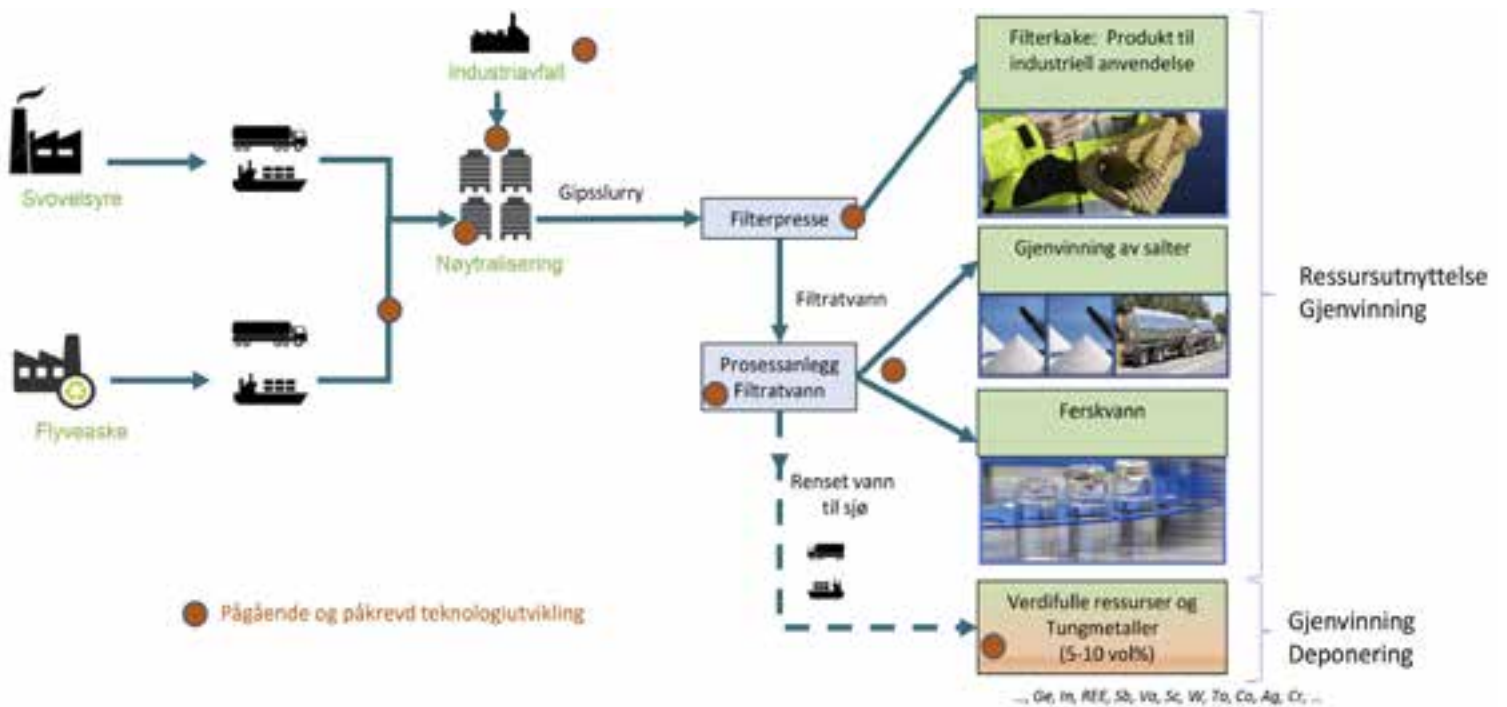 Industriavfall
Svovelsyre
Nøytralisering
Flyveaske
Gipsslurry
Filterpresse
Filtratvann
Prosessanlegg
Filtratvann
Renset vann
til sjø
Filterkake: Produkt til
industriell anvendelse
Gjenvinning av salter
Ferskvann
Verdifulle ressurser og
Tungmetaller
(5-10 vol%)
..., Ge, In, REE, Sb, Va, Sc, W, To, Co, Ag, Cr, ...
Ressursutnyttelse
Gjenvinning
Gjenvinning
Deponering
Pågående og påkrevd teknologiutvikling